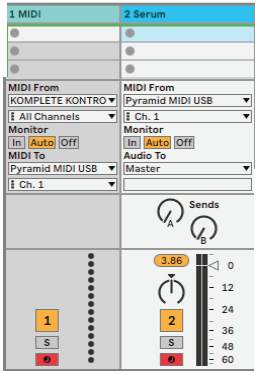 1 MIDI
2 Serum
MIDI From
KOMPLETE KONTRO
All Channels
Monitor
In Auto Off
MIDI To
Pyramid MIDI USB
Ch. 1
MIDI From
Pyramid MIDI USB
Ch. 1
Monitor
In Auto Off
Audio To
Master
Sends
A
B
3.86
0
12
24
36
48
60
1
S
2
S